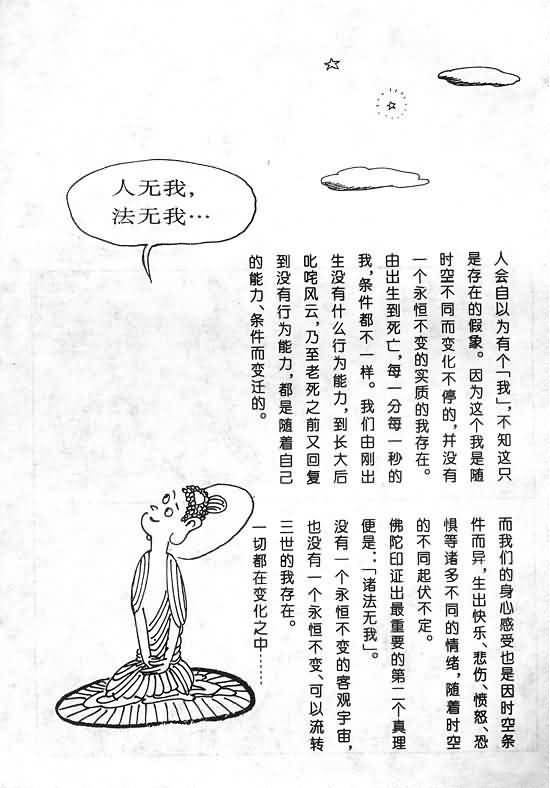 人无我，
法无我…
人会自以为有个「我」，不知这只
是存在的假象。因为这个我是随
时空不同而变化不停的，并没有
一个永恒不变的实质的我存在。
由出生到死亡，每一分每一秒的
我，条件都不一样。我们由刚出
生没有什么行为能力，到长大后
叱咤风云，乃至老死之前又回复
到没有行为能力，都是随着自己
的能力、条件而变迁的。
而我们的身心感受也是因时空条
件而异，生出快乐、悲伤、愤怒、恐
惧等诸多不同的情绪，随着时空
的不同起伏不定。
佛陀印证出最重要的第二个真理
便是：「诸法无我」。
没有一个永恒不变的客观宇宙，
也没有一个永恒不变、可以流转
三世的我存在。
一切都在变化之中……